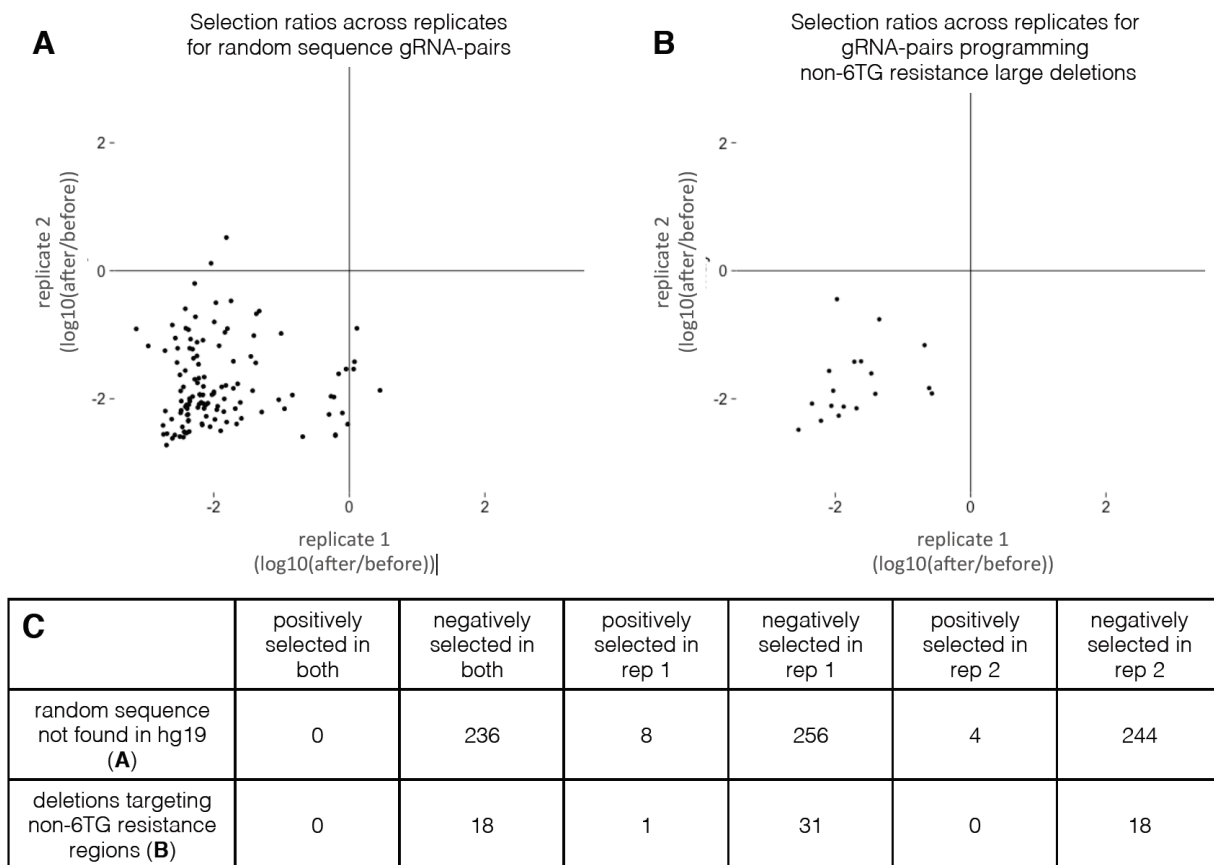 A
Selection ratios across replicates
for random sequence gRNA-pairs
2
0
-2
replicate 2
(log10(after/before))
-2
0
2
replicate 1
(log10(after/before))
B
Selection ratios across replicates for
gRNA-pairs programming
non-6TG resistance large deletions
2
0
-2
replicate 2
(log10(after/before))
-2
0
2
replicate 1
(log10(after/before))
C
positively
selected in
both
negatively
selected in
both
positively
selected in
rep 1
negatively
selected in
rep 1
positively
selected in
rep 2
negatively
selected in
rep 2
random sequence
not found in hg19
(A)
0
236
8
256
4
244
deletions targeting
non-6TG resistance
regions (B)
0
18
1
31
0
18